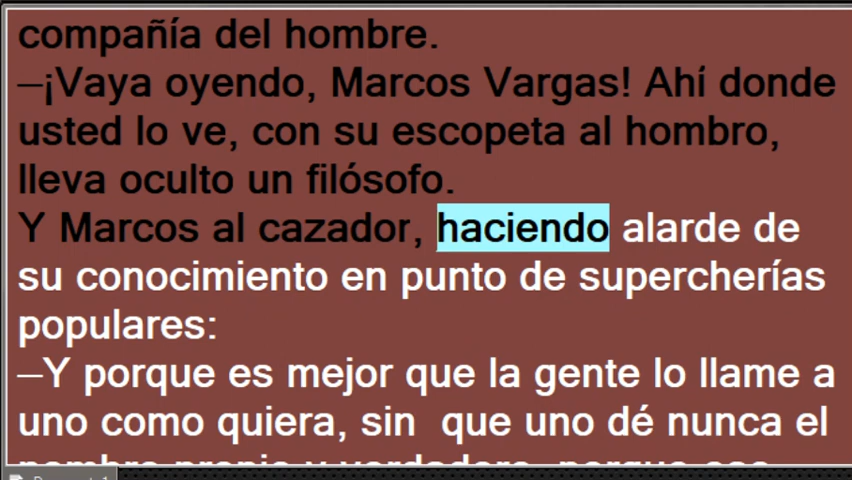 compañía del hombre.
—¡Vaya oyendo, Marcos Vargas! Ahí donde
usted lo ve, con su escopeta al hombro,
lleva oculto un filósofo.
Y Marcos al cazador, haciendo alarde de
su conocimiento en punto de supercherías
populares:
—Y porque es mejor que la gente lo llame a
uno como quiera, sin  que uno dé nunca el